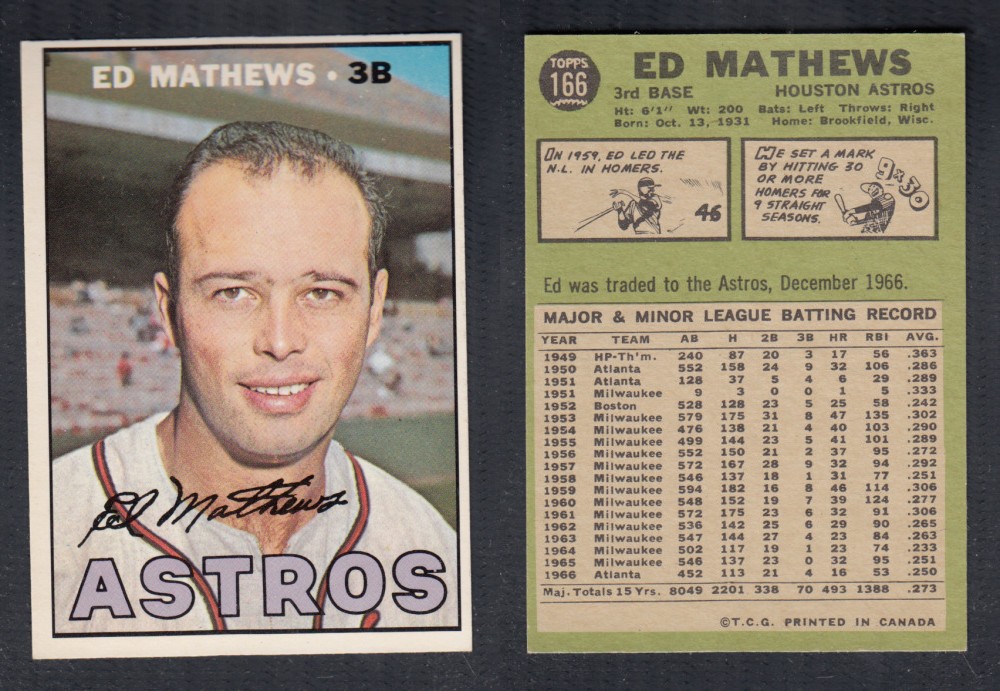 ED MATHEWS • 3B
Ed Mathews
ASTROS
TOPPS
166
ED MATHEWS
3rd BASE HOUSTON ASTROS
Ht: 6'1" Wt: 200 Bats: Left Throws: Right
Born: Oct. 13, 1931 Home: Brookfield, Wisc.
IN 1959, ED LED THE
N.L. IN HOMERS.
46
HE SET A MARK
BY HITTING 30
OR MORE
HOMERS FOR
9 STRAIGHT
SEASONS.
9x30
Ed was traded to the Astros, December 1966.
MAJOR & MINOR LEAGUE BATTING RECORD
YEAR TEAM AB H 2B 3B HR RBI AVG.
1949 HP-Th'm. 240 87 20 3 17 56 .363
1950 Atlanta 552 158 24 9 32 106 .286
1951 Atlanta 128 37 5 4 6 29 .289
1951 Milwaukee 9 3 0 0 1 5 .333
1952 Boston 528 128 23 5 25 58 .242
1953 Milwaukee 579 175 31 8 47 135 .302
1954 Milwaukee 476 138 21 4 40 103 .290
1955 Milwaukee 499 144 23 5 41 101 .289
1956 Milwaukee 552 150 21 2 37 95 .272
1957 Milwaukee 572 167 28 9 32 94 .292
1958 Milwaukee 546 137 18 1 31 77 .251
1959 Milwaukee 594 182 16 8 46 114 .306
1960 Milwaukee 548 152 19 7 39 124 .277
1961 Milwaukee 572 175 23 6 32 91 .306
1962 Milwaukee 536 142 25 6 29 90 .265
1963 Milwaukee 547 144 27 4 23 84 .263
1964 Milwaukee 502 117 19 1 23 74 .233
1965 Milwaukee 546 137 23 0 32 95 .251
1966 Atlanta 452 113 21 4 16 53 .250
Maj. Totals 15 Yrs. 8049 2201 338 70 493 1388 .273
©T.C.G. PRINTED IN CANADA